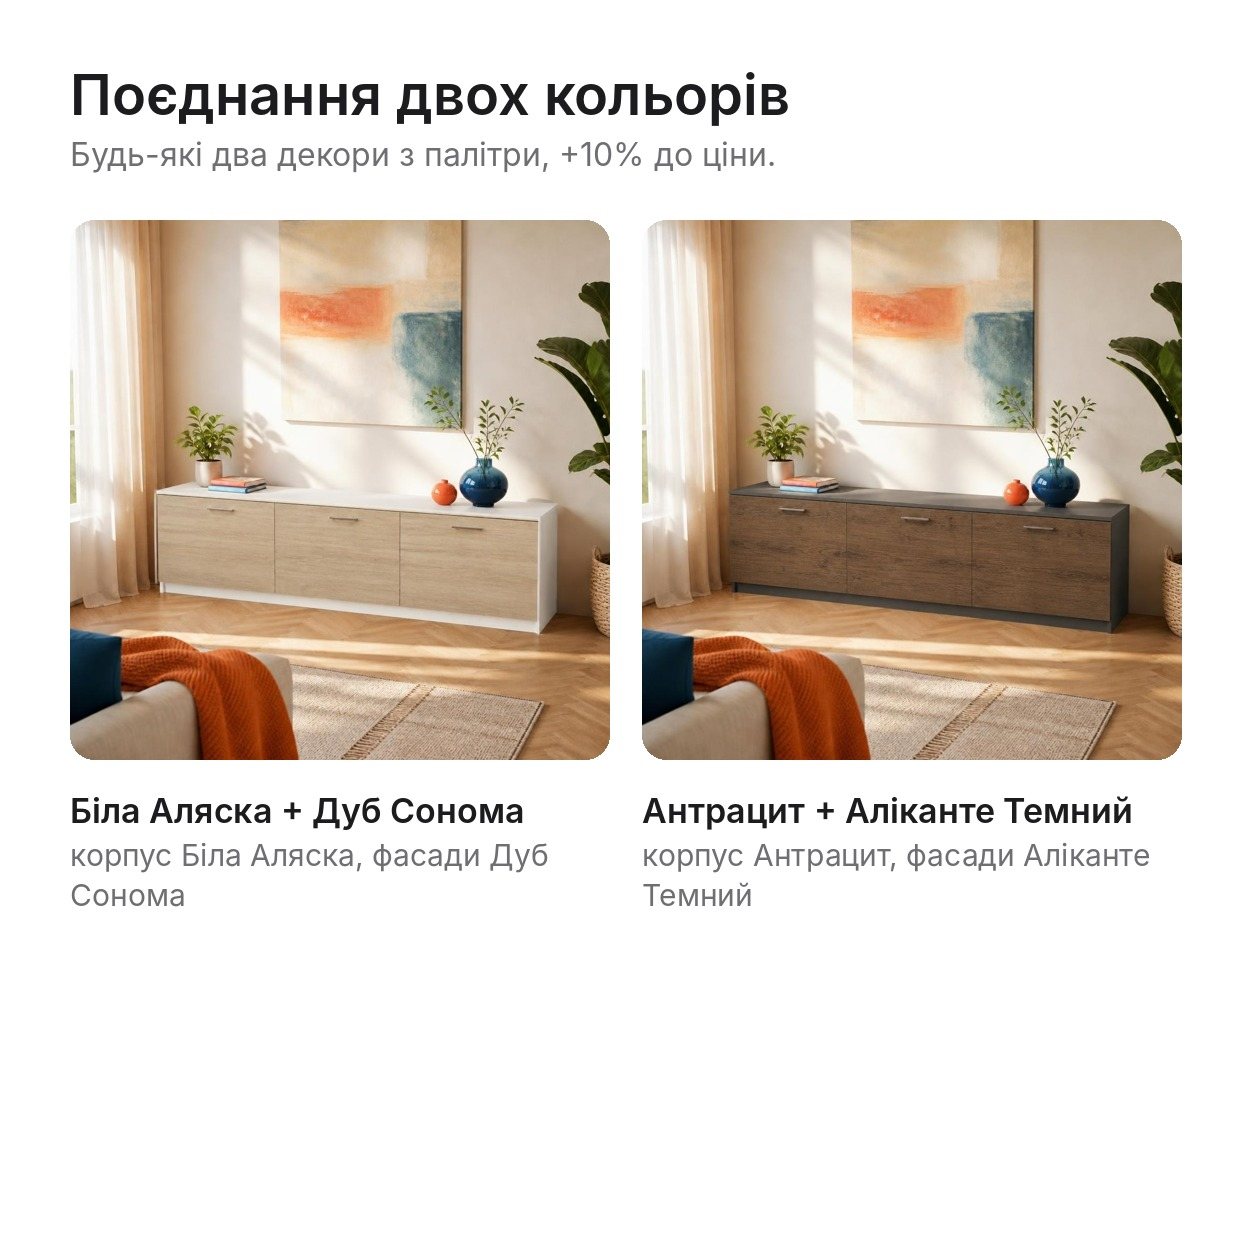 Поєднання двох кольорів
Будь-які два декори з палітри, +10% до ціни.
Біла Аляска + Дуб Сонома
корпус Біла Аляска, фасади Дуб
Сонома
Антрацит + Аліканте Темний
корпус Антрацит, фасади Аліканте
Темний